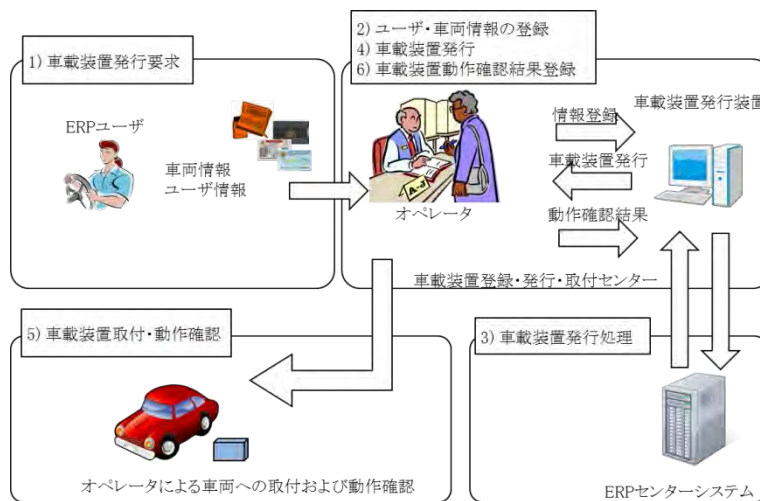 1) 車載装置発行要求
ERPユーザ
車両情報
ユーザ情報
2) ユーザ・車両情報の登録
4) 車載装置発行
6) 車載装置動作確認結果登録
A-J
オペレータ
情報登録
車載装置発行
動作確認結果
車載装置発行装置
車載装置登録・発行・取付センター
5) 車載装置取付・動作確認
オペレータによる車両への取付および動作確認
3) 車載装置発行処理
ERPセンターシステム